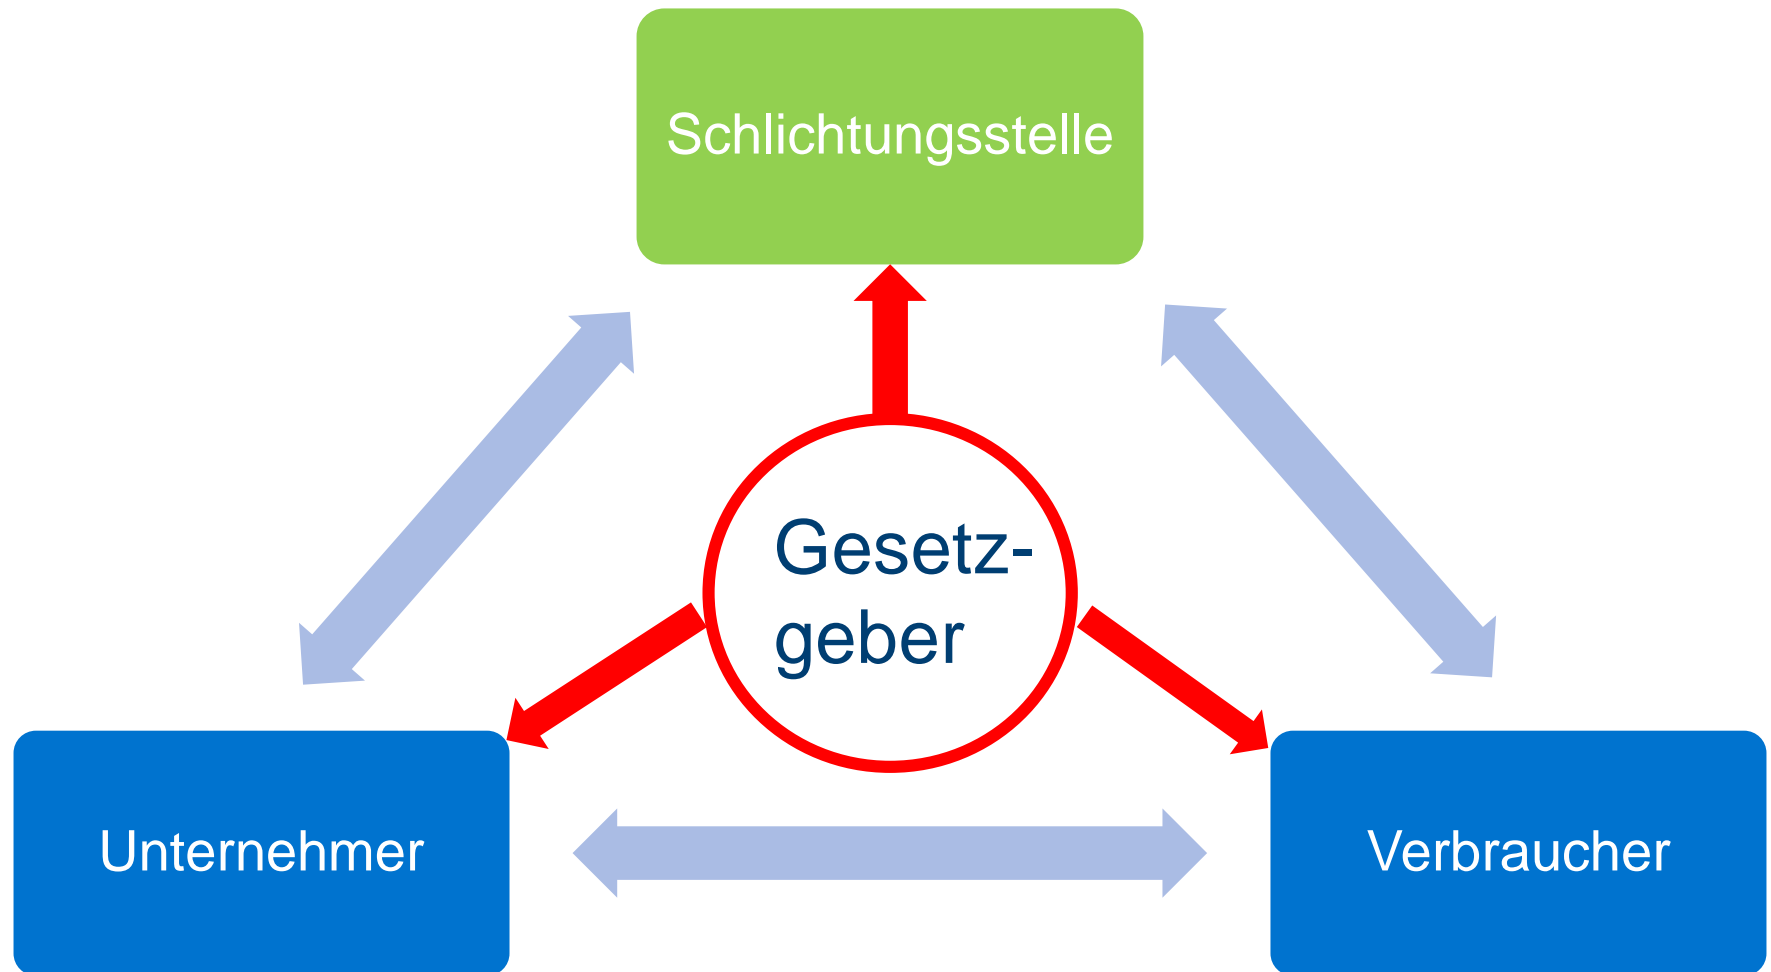 Schlichtungsstelle
Gesetz-
geber
Unternehmer
Verbraucher